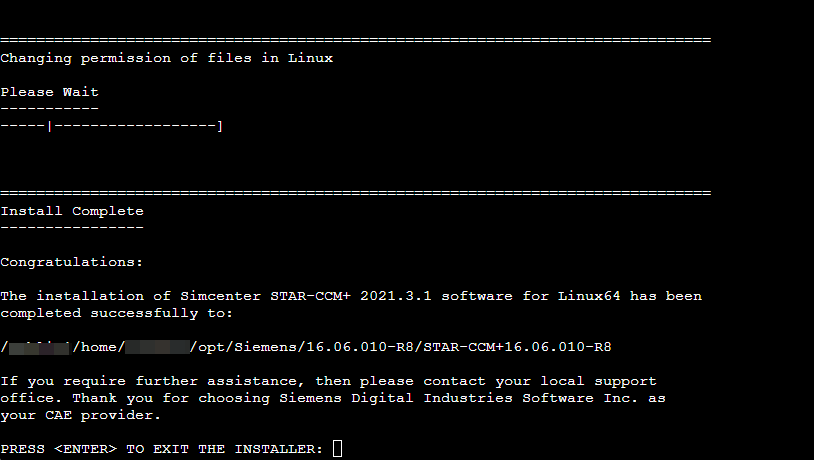 ===============================================================================
Changing permission of files in Linux
Please Wait
-----------
-----|------------------]
===============================================================================
Install Complete
----------------
Congratulations:
The installation of Simcenter STAR-CCM+ 2021.3.1 software for Linux64 has been
completed successfully to:
/ /home/ /opt/Siemens/16.06.010-R8/STAR-CCM+16.06.010-R8
If you require further assistance, then please contact your local support
office. Thank you for choosing Siemens Digital Industries Software Inc. as
your CAE provider.
PRESS <ENTER> TO EXIT THE INSTALLER: